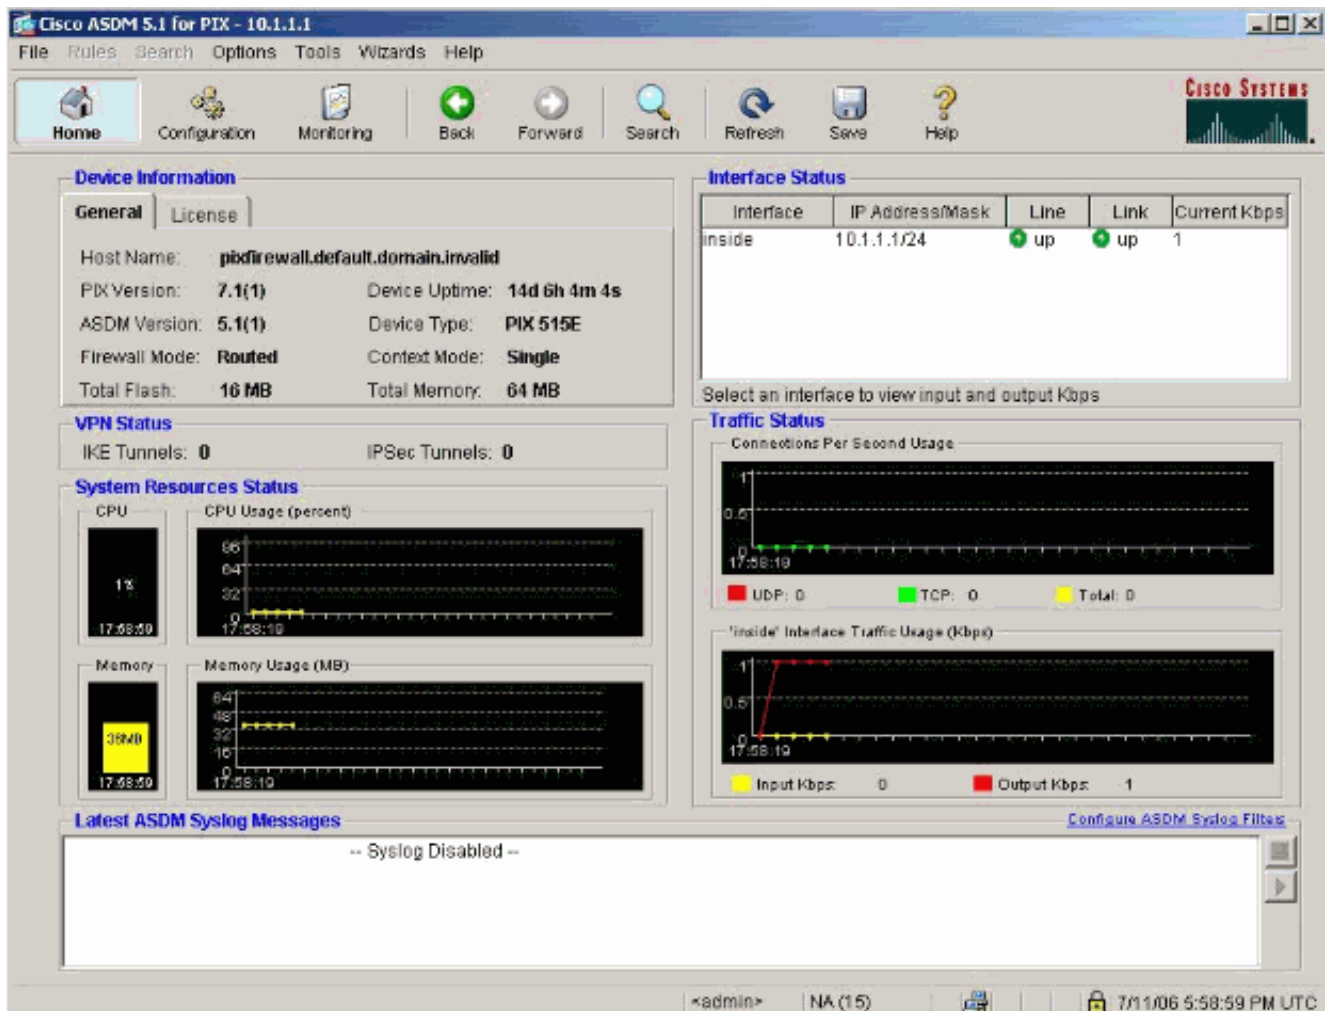 Cisco ASDM 5.1 for PIX - 10.1.1.1
File Rules Search Options Tools Wizards Help
Home Configuration Monitoring Back Forward Search Refresh Save Help
CISCO SYSTEMS
Device Information
General License
Host Name: pixfirewall.default.domain.invalid
PIX Version: 7.1(1) Device Uptime: 14d 6h 4m 4s
ASDM Version: 5.1(1) Device Type: PIX 515E
Firewall Mode: Routed Context Mode: Single
Total Flash: 16 MB Total Memory: 64 MB
Interface Status
Interface IP Address/Mask Line Link Current Kbps
inside 10.1.1.1/24 up up 1
Select an interface to view input and output Kbps
VPN Status
IKE Tunnels: 0 IPSec Tunnels: 0
System Resources Status
CPU
1%
17:58:59
CPU Usage (percent)
96
64
32
0
17:58:19
Memory
36MB
17:58:59
Memory Usage (MB)
64
48
32
16
0
17:58:19
Traffic Status
Connections Per Second Usage
1
0.5
0
17:58:19
UDP: 0 TCP: 0 Total: 0
'inside' Interface Traffic Usage (Kbps)
1
0.5
0
17:58:19
Input Kbps: 0 Output Kbps: 1
Latest ASDM Syslog Messages
Configure ASDM Syslog Filters
-- Syslog Disabled --
<admin> NA (15) 7/11/06 5:58:59 PM UTC